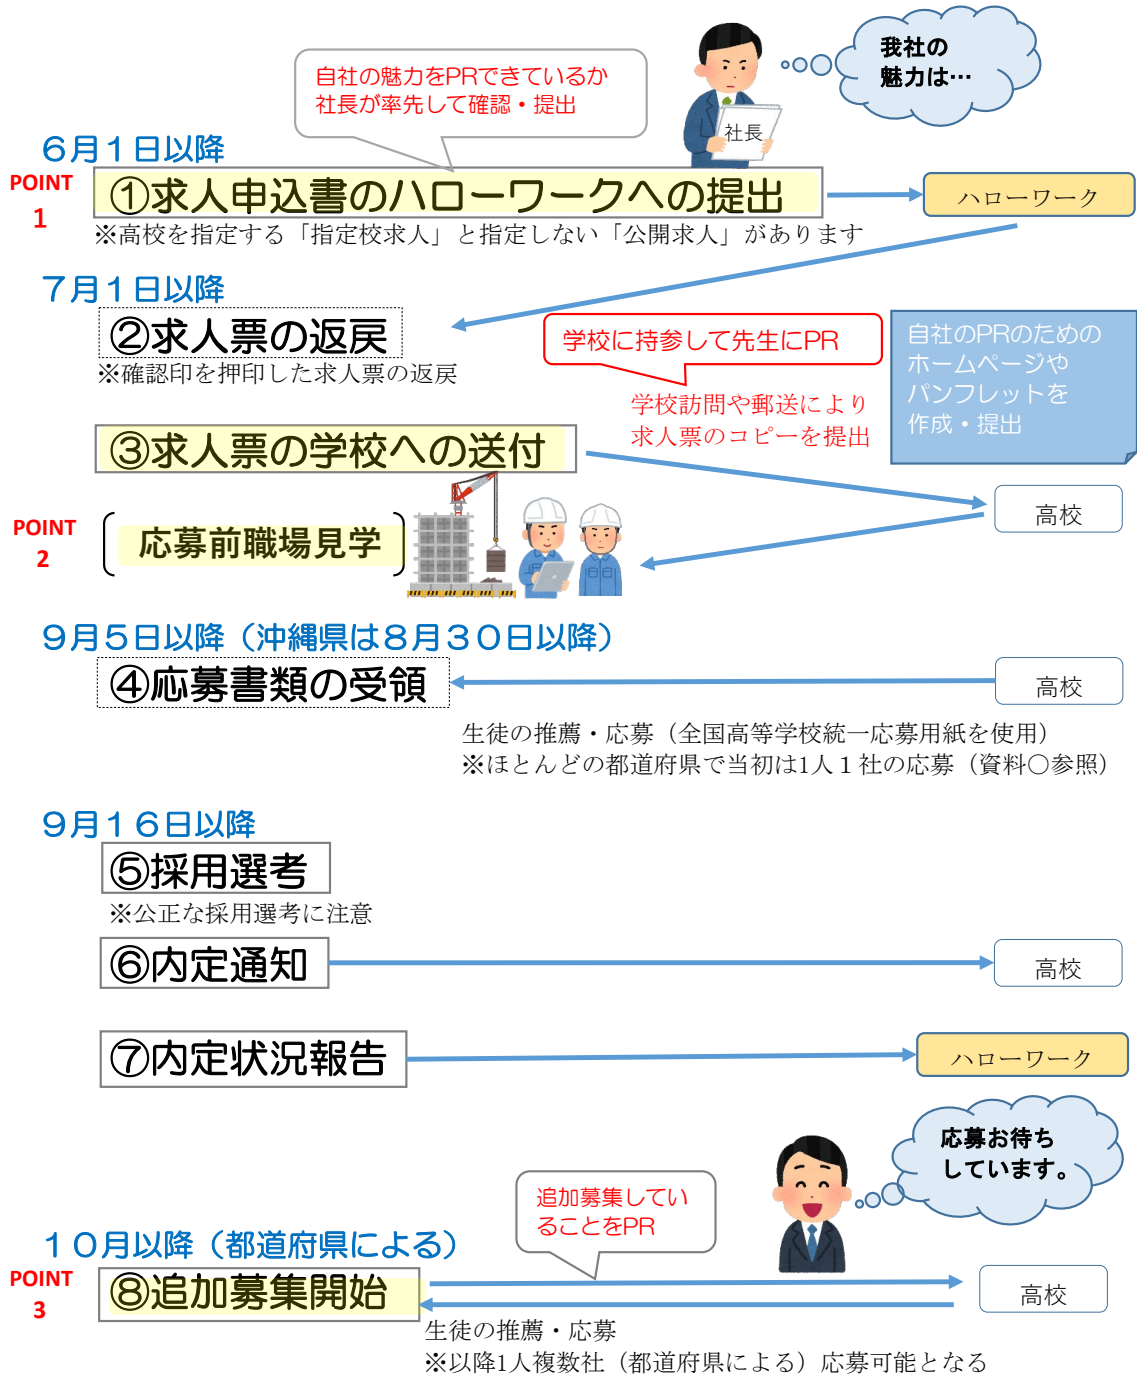 我社の
魅力は…
自社の魅力をPRできているか
社長が率先して確認・提出
社長
６月１日以降
POINT
1
①求人申込書のハローワークへの提出
ハローワーク
※高校を指定する「指定校求人」と指定しない「公開求人」があります
７月１日以降
②求人票の返戻
※確認印を押印した求人票の返戻
学校に持参して先生にPR
自社のPRのための
ホームページや
パンフレットを
作成・提出
学校訪問や郵送により
求人票のコピーを提出
③求人票の学校への送付
高校
POINT
2
応募前職場見学
９月５日以降（沖縄県は８月３０日以降）
④応募書類の受領
高校
生徒の推薦・応募（全国高等学校統一応募用紙を使用）
※ほとんどの都道府県で当初は1人１社の応募（資料〇参照）
９月１６日以降
⑤採用選考
※公正な採用選考に注意
⑥内定通知
高校
⑦内定状況報告
ハローワーク
応募お待ち
しています。
追加募集してい
ることをPR
１０月以降（都道府県による）
POINT
3
⑧追加募集開始
高校
生徒の推薦・応募
※以降1人複数社（都道府県による）応募可能となる